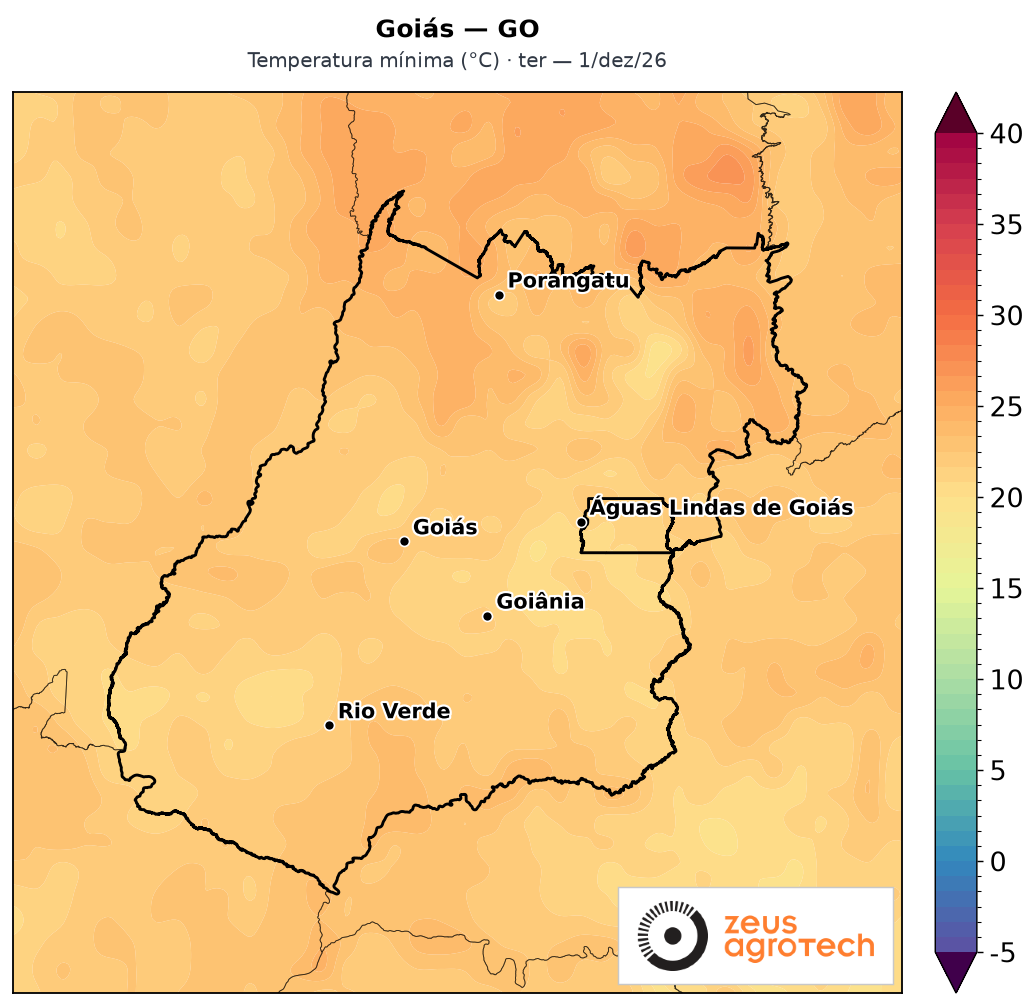 Goiás — GO
Temperatura mínima (°C) · ter — 1/dez/26
Porangatu
Águas Lindas de Goiás
Goiás
Goiânia
Rio Verde
40
35
30
25
20
15
10
5
0
-5
zeus
agrotech